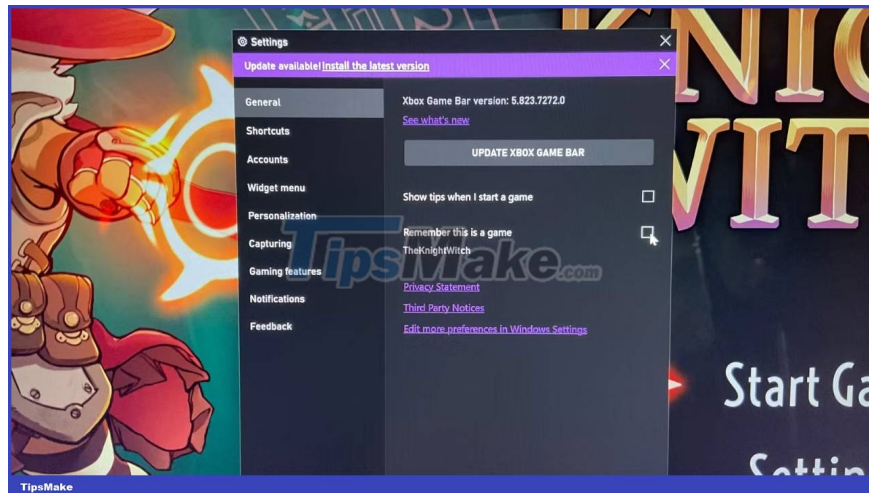 KNIG
WIT
Settings
Update available! Install the latest version
General
Shortcuts
Accounts
Widget menu
Personalization
Capturing
Gaming features
Notifications
Feedback
Xbox Game Bar version: 5.823.7272.0
See what's new
UPDATE XBOX GAME BAR
Show tips when I start a game
Remember this is a game
TheKnightWitch
Privacy Statement
Third Party Notices
Edit more preferences in Windows Settings
TipsMake.com
Start Ga
Settin
TipsMake